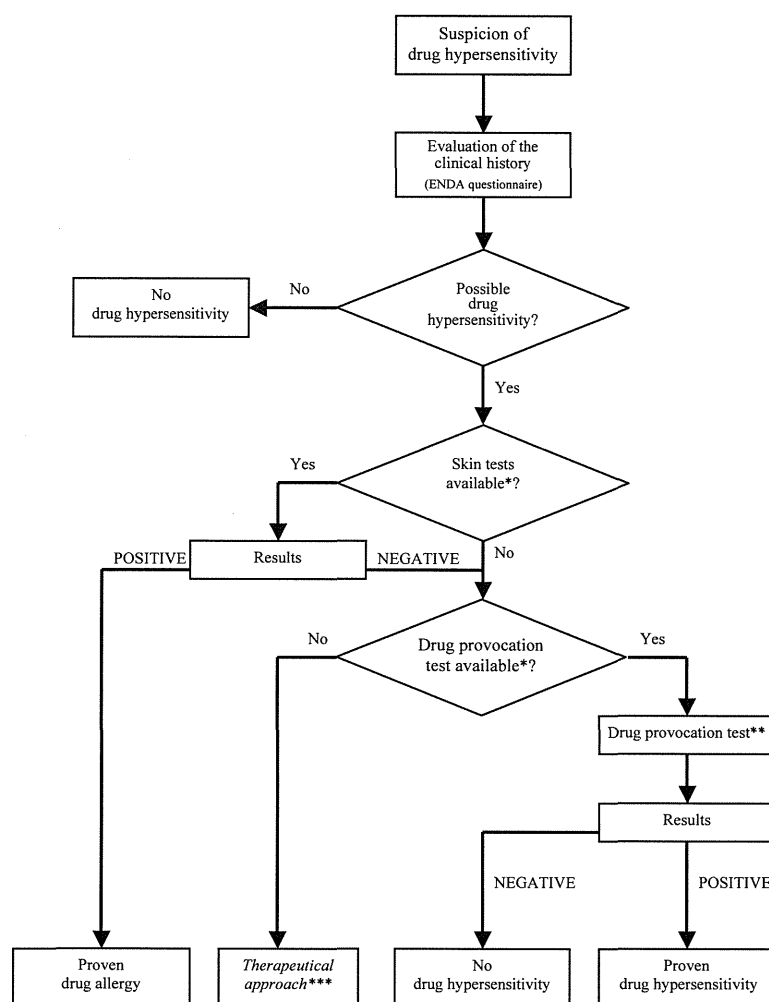 Suspicion of
drug hypersensitivity
Evaluation of the
clinical history
(ENDA questionnaire)
No
drug hypersensitivity
No
Possible
drug
hypersensitivity?
Yes
Yes
Skin tests
available*?
POSITIVE
Results
NEGATIVE
No
No
Drug provocation
test available*?
Yes
Drug provocation test**
Results
NEGATIVE
POSITIVE
Proven
drug allergy
Therapeutical
approach***
No
drug hypersensitivity
Proven
drug hypersensitivity